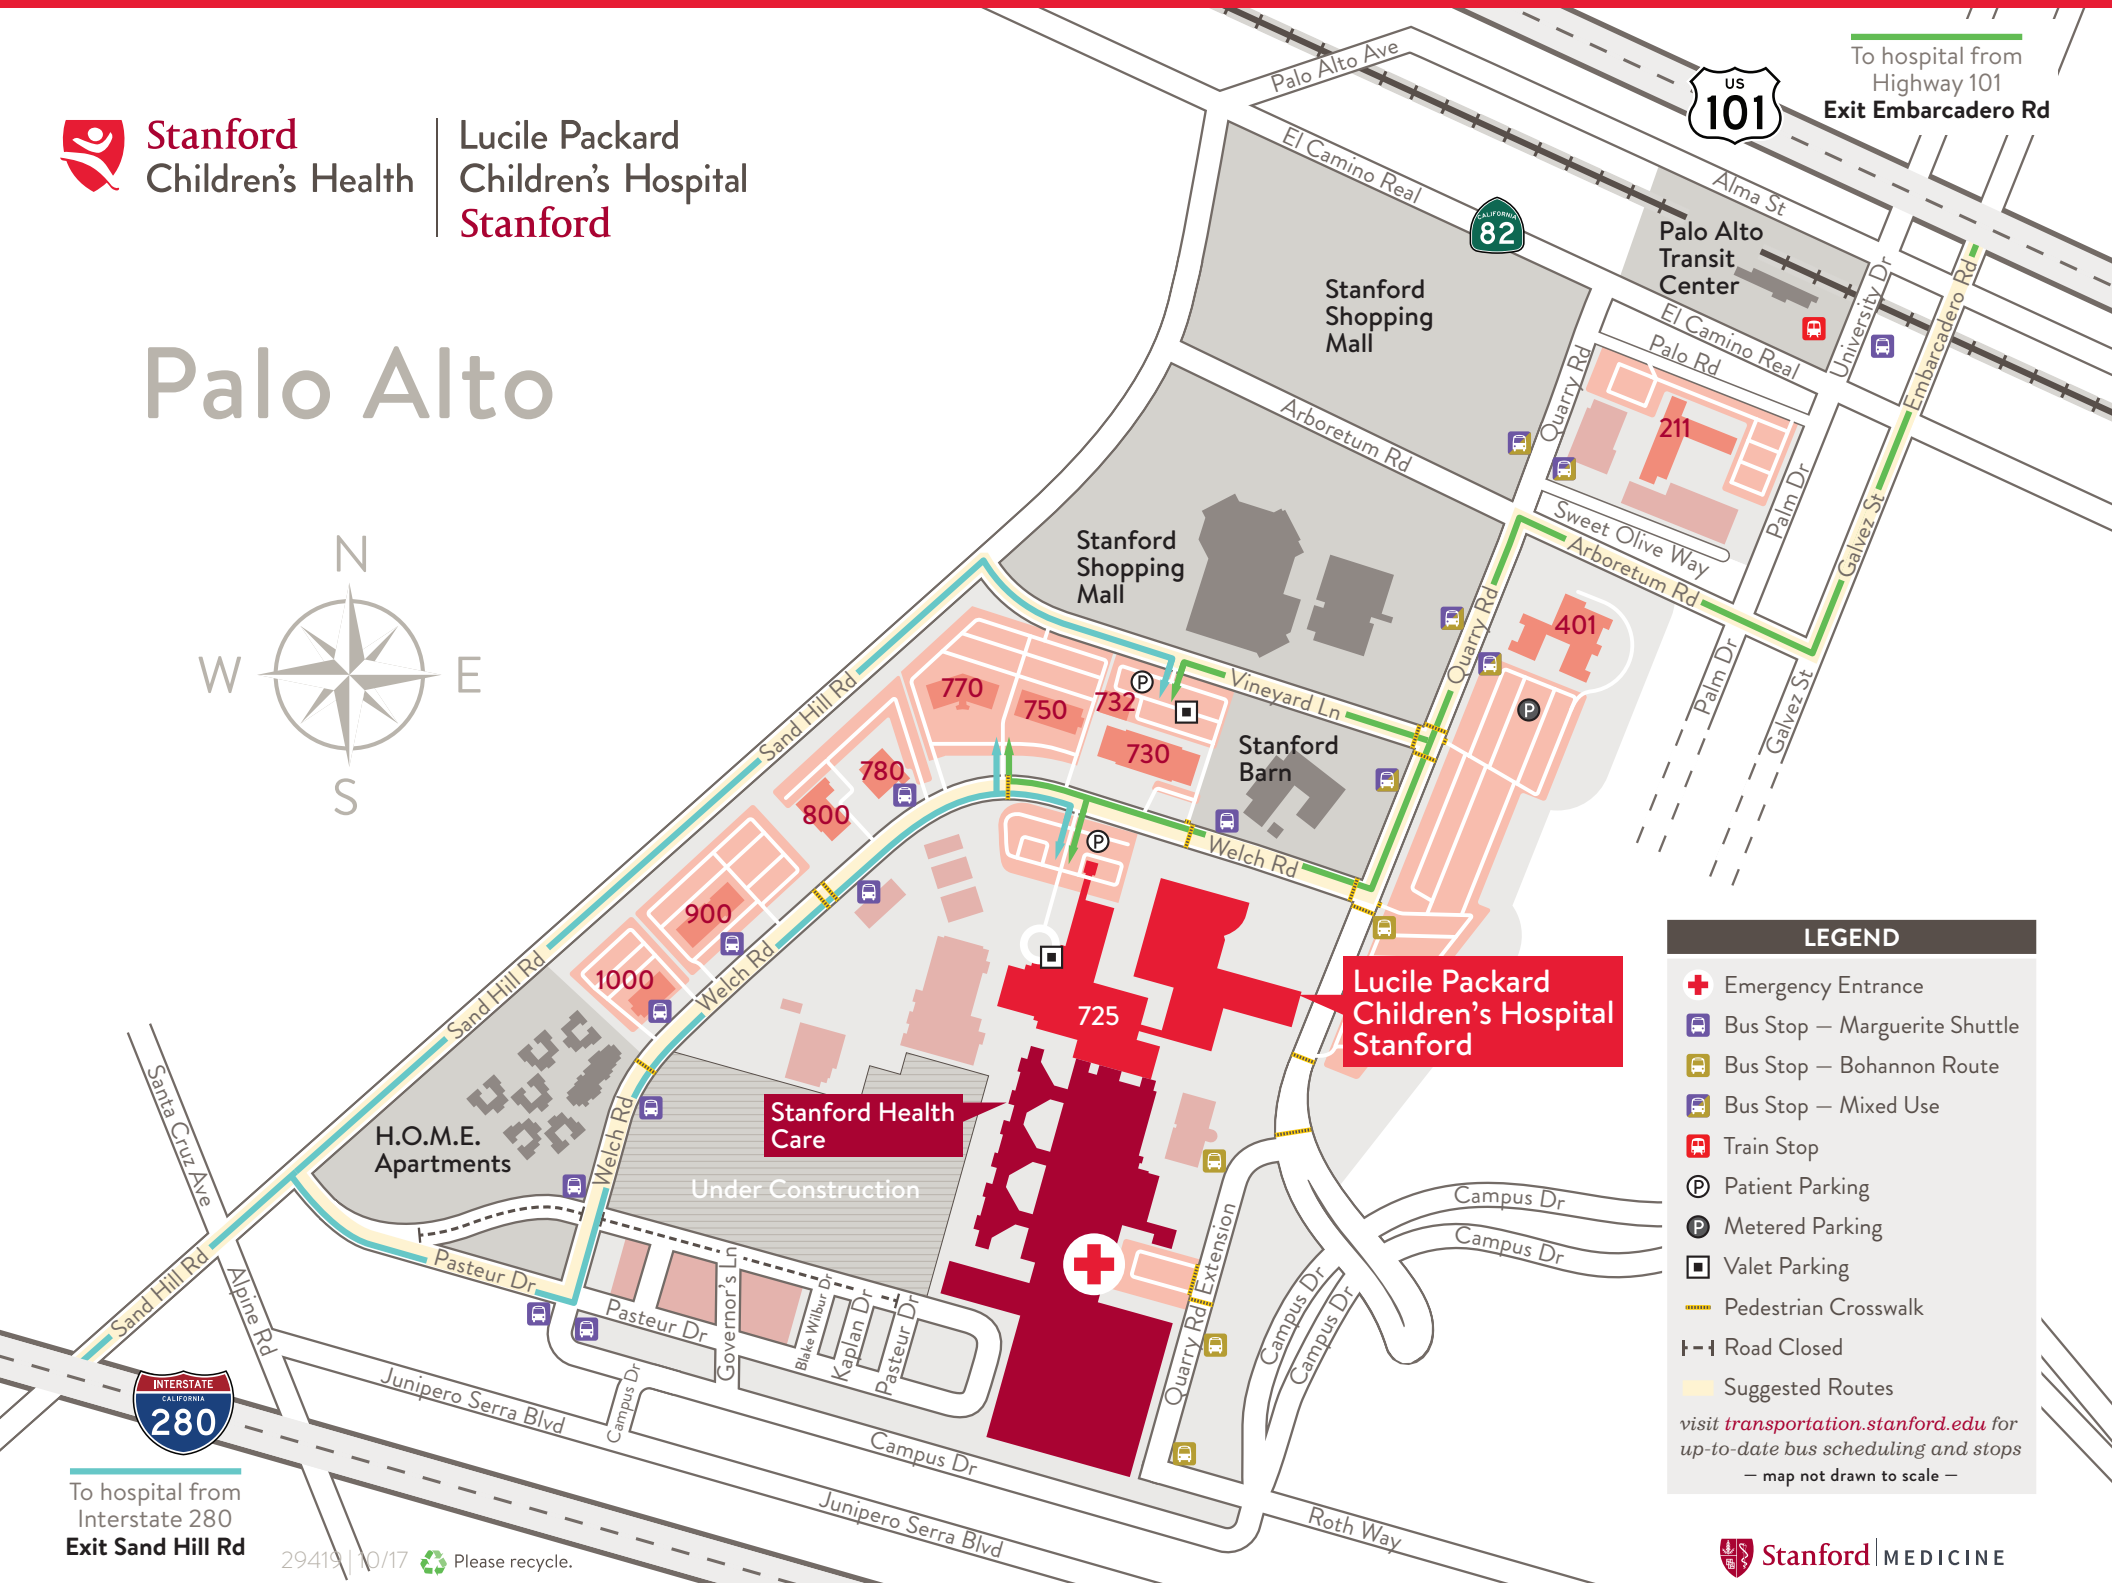 Stanford
Children's Health
Lucile Packard
Children's Hospital
Stanford
Palo Alto
N
W
E
S
To hospital from
Highway 101
Exit Embarcadero Rd
US
101
Palo Alto Ave
El Camino Real
CALIFORNIA
82
Alma St
Palo Alto
Transit
Center
University Dr
Embarcadero Rd
El Camino Real
Palo Rd
Stanford
Shopping
Mall
Quarry Rd
211
Palm Dr
Galvez St
Arboretum Rd
Sweet Olive Way
Arboretum Rd
Stanford
Shopping
Mall
Quarry Rd
401
Palm Dr
Galvez St
P
Vineyard Ln
Sand Hill Rd
770
750
732
P
730
Stanford
Barn
780
800
P
Welch Rd
900
Welch Rd
1000
Sand Hill Rd
725
Lucile Packard
Children's Hospital
Stanford
Stanford Health
Care
Under Construction
H.O.M.E.
Apartments
Welch Rd
Santa Cruz Ave
Alpine Rd
Sand Hill Rd
Pasteur Dr
Pasteur Dr
Governor's Ln
Blake Wilbur Dr
Kaplan Dr
Pasteur Dr
Quarry Rd Extension
Campus Dr
Campus Dr
Campus Dr
Campus Dr
Junipero Serra Blvd
Campus Dr
Campus Dr
Junipero Serra Blvd
Roth Way
INTERSTATE
CALIFORNIA
280
To hospital from
Interstate 280
Exit Sand Hill Rd
29419 | 10/17
Please recycle.
LEGEND
Emergency Entrance
Bus Stop — Marguerite Shuttle
Bus Stop — Bohannon Route
Bus Stop — Mixed Use
Train Stop
P Patient Parking
P Metered Parking
Valet Parking
Pedestrian Crosswalk
Road Closed
Suggested Routes
visit transportation.stanford.edu for
up-to-date bus scheduling and stops
— map not drawn to scale —
Stanford MEDICINE